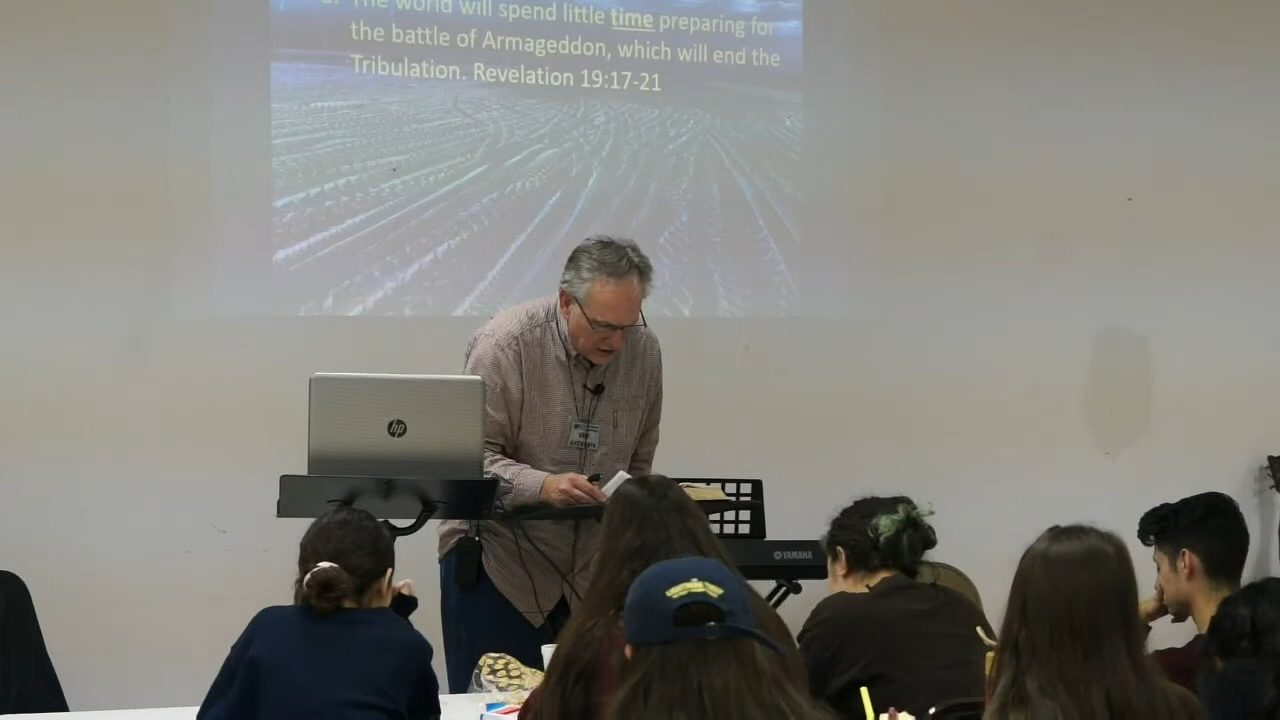 The world will spend little time preparing for
the battle of Armageddon, which will end the
Tribulation. Revelation 19:17-21
hp
YAMAHA